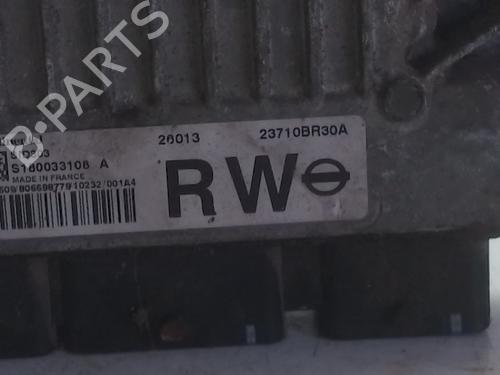 B-PARTS
26013 23710BR30A
S180033108 A
MADE IN FRANCE
RW